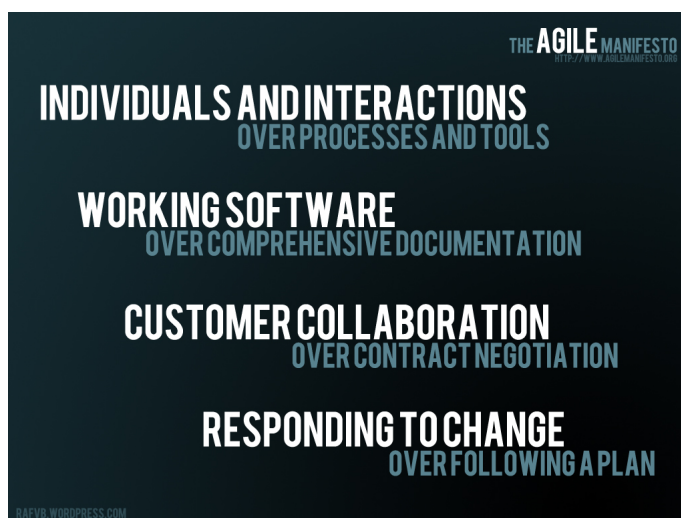 THE AGILE MANIFESTO
HTTP://WWW.AGILEMANIFESTO.ORG
INDIVIDUALS AND INTERACTIONS
OVER PROCESSES AND TOOLS
WORKING SOFTWARE
OVER COMPREHENSIVE DOCUMENTATION
CUSTOMER COLLABORATION
OVER CONTRACT NEGOTIATION
RESPONDING TO CHANGE
OVER FOLLOWING A PLAN
RAFVB.WORDPRESS.COM